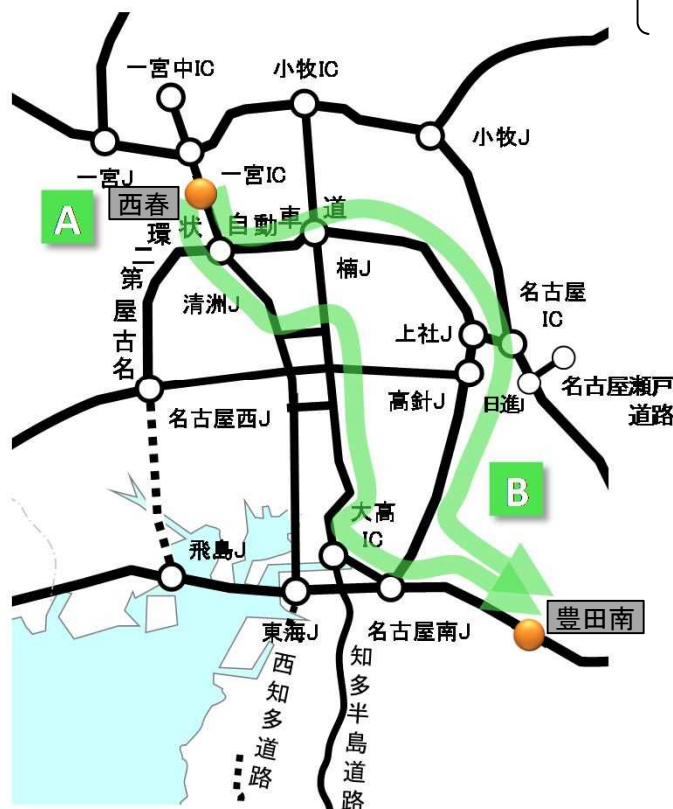 一宮中IC
小牧IC
小牧J
一宮J
一宮IC
A
西春
名古屋第二環状自動車道
清洲J
楠J
名古屋
IC
上社J
名古屋瀬戸
道路
日進J
高針J
名古屋西J
B
大高
IC
飛島J
豊田南
東海J
名古屋南J
西知多道路
知多半島道路